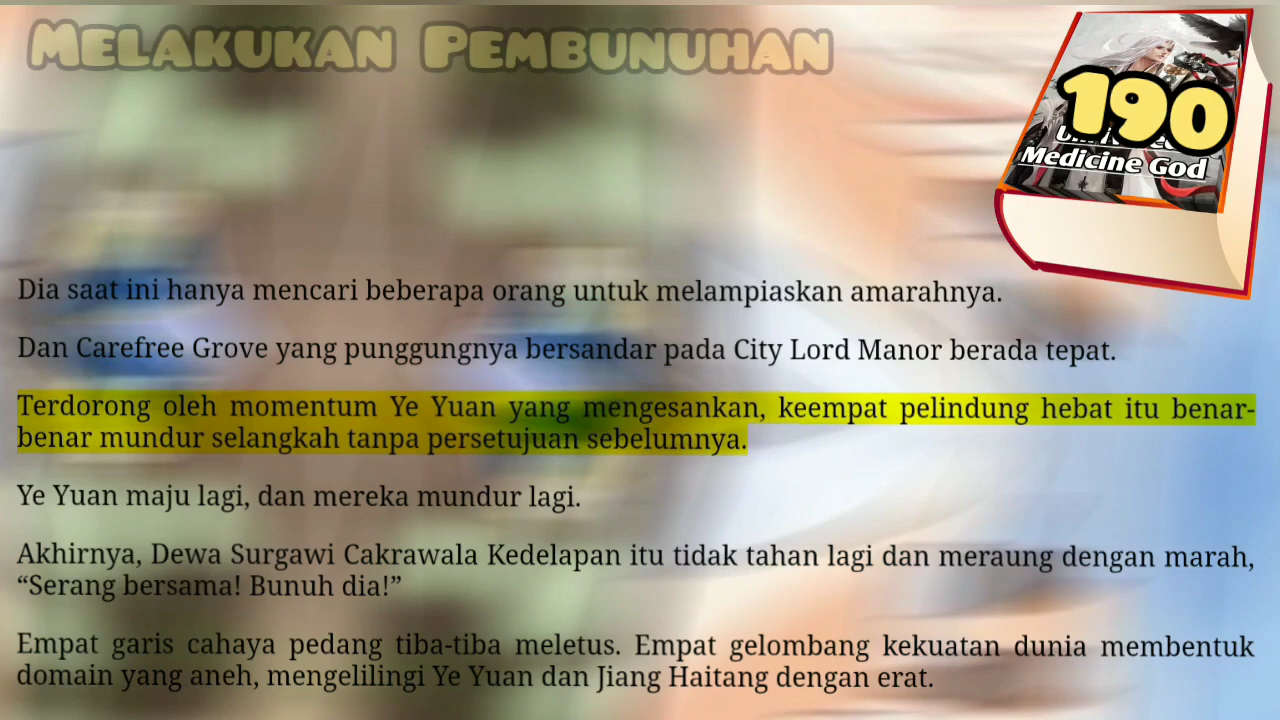 Melakukan Pembunuhan
190
Medicine God
Dia saat ini hanya mencari beberapa orang untuk melampiaskan amarahnya.
Dan Carefree Grove yang punggungnya bersandar pada City Lord Manor berada tepat.
Terdorong oleh momentum Ye Yuan yang mengesankan, keempat pelindung hebat itu benar-
benar mundur selangkah tanpa persetujuan sebelumnya.
Ye Yuan maju lagi, dan mereka mundur lagi.
Akhirnya, Dewa Surgawi Cakrawala Kedelapan itu tidak tahan lagi dan meraung dengan marah,
“Serang bersama! Bunuh dia!”
Empat garis cahaya pedang tiba-tiba meletus. Empat gelombang kekuatan dunia membentuk
domain yang aneh, mengelilingi Ye Yuan dan Jiang Haitang dengan erat.